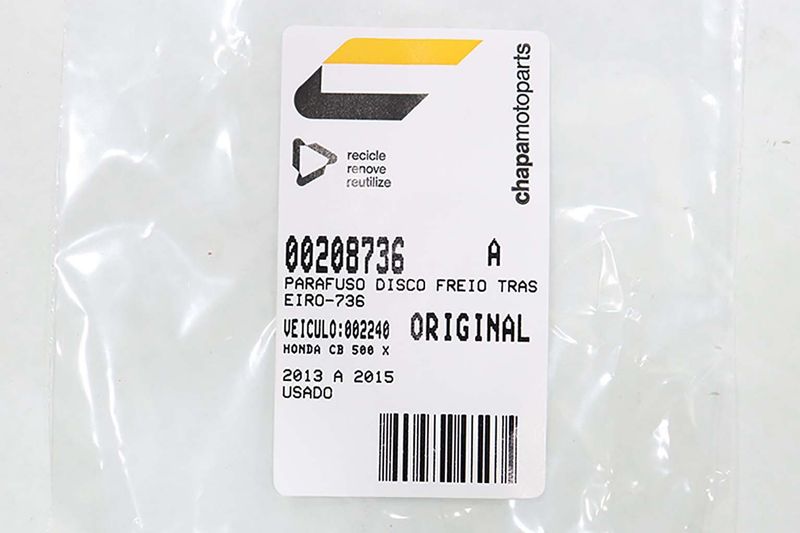 chapamotoparts
recicle
renove
reutilize
00208736 A
PARAFUSO DISCO FREIO TRAS
EIRO-736
VEICULO:002240 ORIGINAL
HONDA CB 500 X
2013 A 2015
USADO